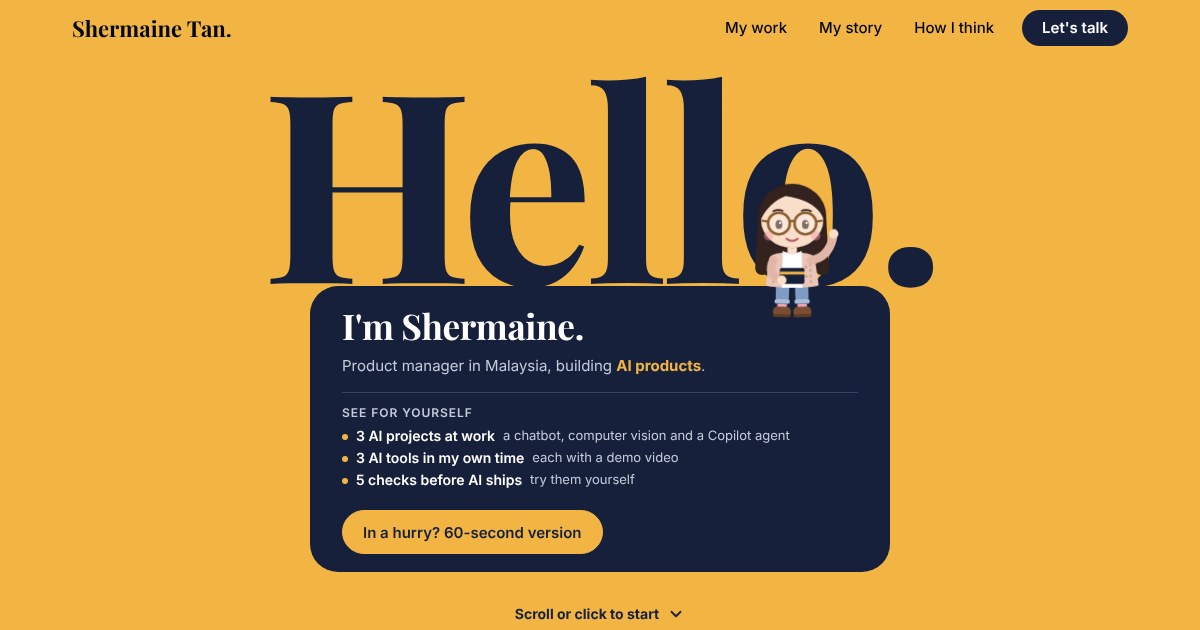 Shermaine Tan.
My work
My story
How I think
Let's talk
Hello.
I'm Shermaine.
Product manager in Malaysia, building AI products.
SEE FOR YOURSELF
3 AI projects at work a chatbot, computer vision and a Copilot agent
3 AI tools in my own time each with a demo video
5 checks before AI ships try them yourself
In a hurry? 60-second version
Scroll or click to start